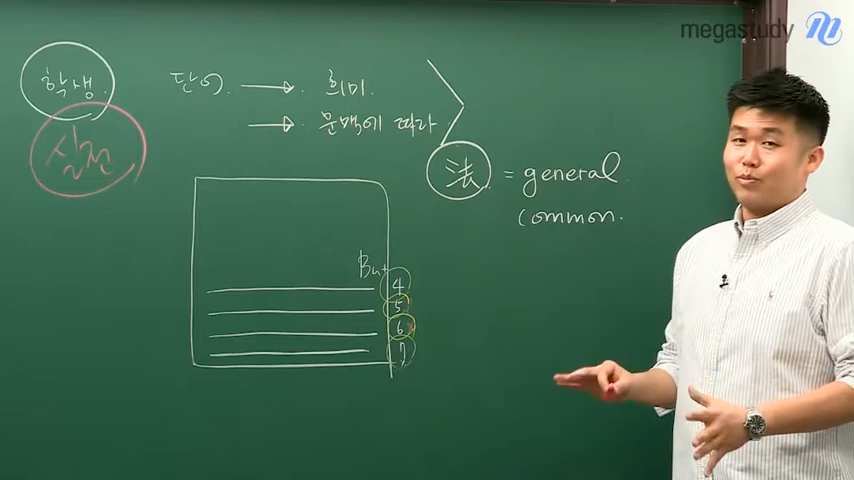 megastudy
학생
단어 → 희미
→ 문맥에 따라
실전
法 = general
common.
But
4
5
6
7